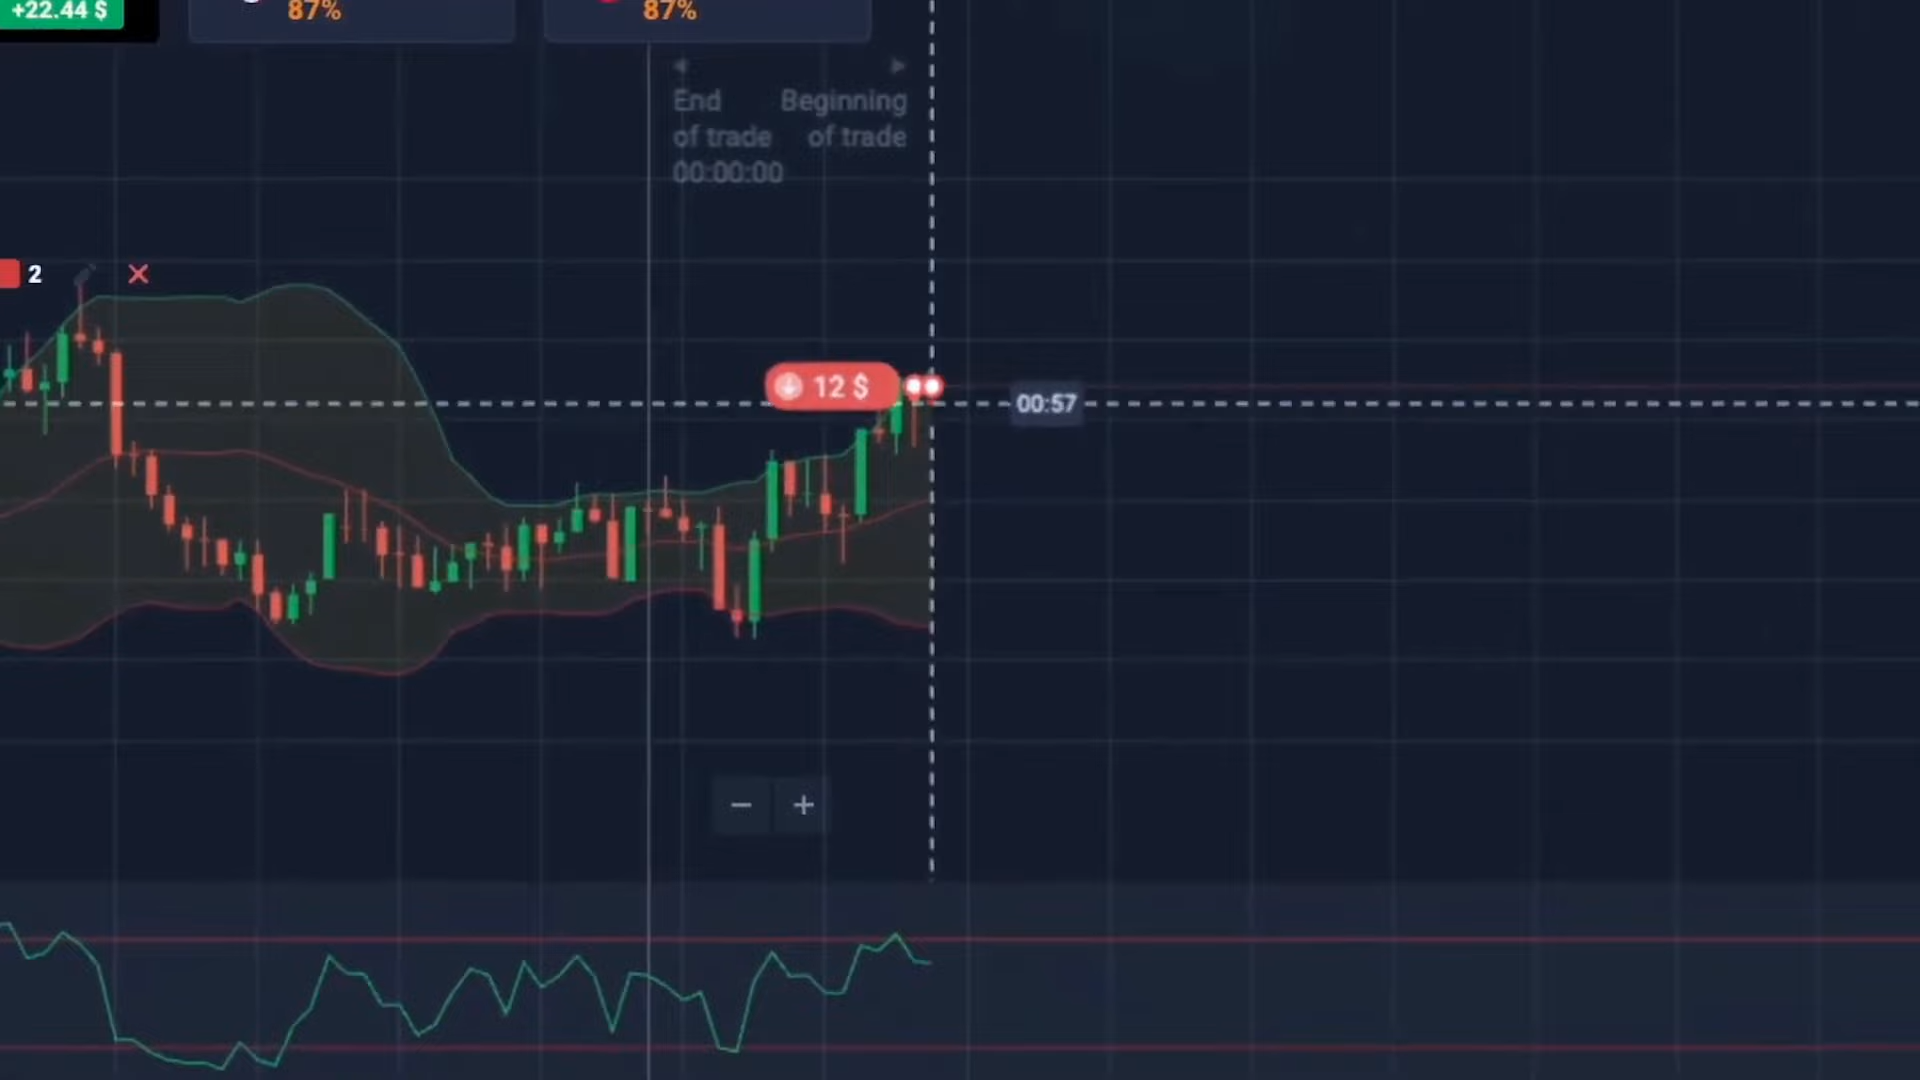 +22.44 $
87%
87%
End
of trade
00:00:00
Beginning
of trade
2
12 $
00:57